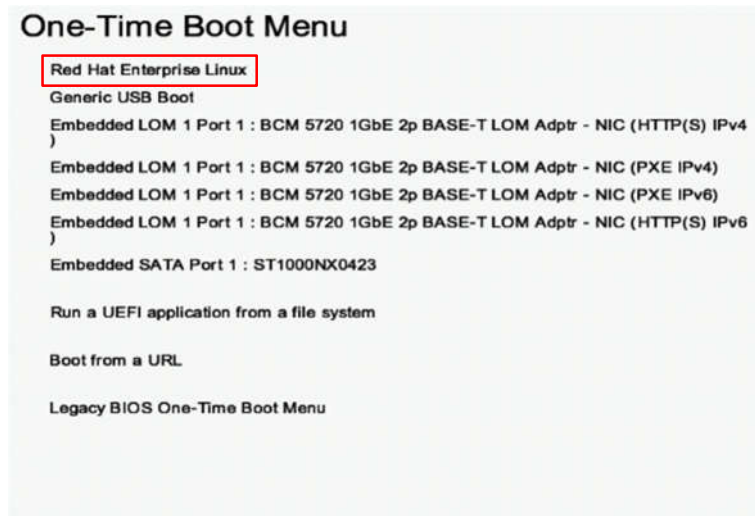 One-Time Boot Menu
Red Hat Enterprise Linux
Generic USB Boot
Embedded LOM 1 Port 1 : BCM 5720 1GbE 2p BASE-T LOM Adptr - NIC (HTTP(S) IPv4
)
Embedded LOM 1 Port 1 : BCM 5720 1GbE 2p BASE-T LOM Adptr - NIC (PXE IPv4)
Embedded LOM 1 Port 1 : BCM 5720 1GbE 2p BASE-T LOM Adptr - NIC (PXE IPv6)
Embedded LOM 1 Port 1 : BCM 5720 1GbE 2p BASE-T LOM Adptr - NIC (HTTP(S) IPv6
)
Embedded SATA Port 1 : ST1000NX0423
Run a UEFI application from a file system
Boot from a URL
Legacy BIOS One-Time Boot Menu